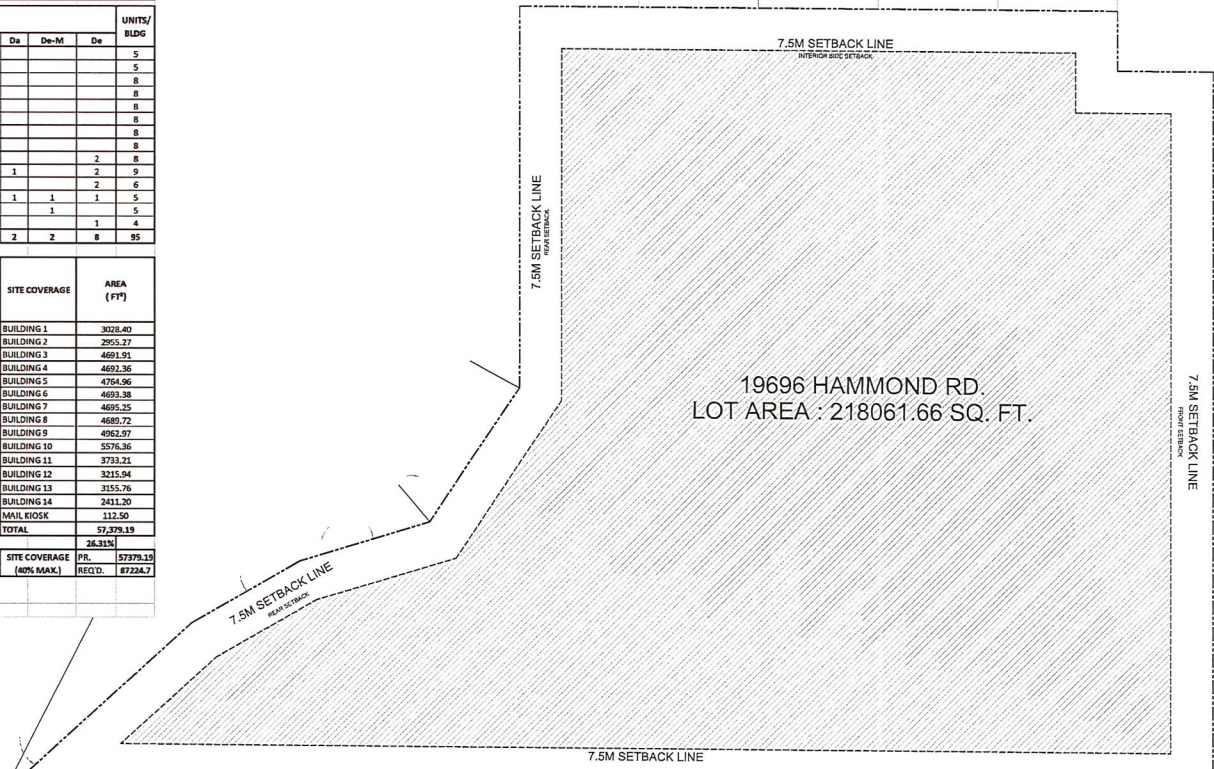 UNITS/
BLDG
Da De-M De
5
5
8
8
8
8
8
8
2 8
1 2 9
2 6
1 1 1 5
1 5
1 4
2 2 8 95
SITE COVERAGE AREA
(FT²)
BUILDING 1 3028.40
BUILDING 2 2955.27
BUILDING 3 4691.91
BUILDING 4 4692.36
BUILDING 5 4764.96
BUILDING 6 4693.38
BUILDING 7 4695.25
BUILDING 8 4689.72
BUILDING 9 4962.97
BUILDING 10 5576.36
BUILDING 11 3733.21
BUILDING 12 3215.94
BUILDING 13 3155.76
BUILDING 14 2411.20
MAIL KIOSK 112.50
TOTAL 57,379.19
26.31%
SITE COVERAGE PR. 57379.19
(40% MAX.) REQ'D. 87224.7
7.5M SETBACK LINE
INTERIOR SIDE SETBACK
7.5M SETBACK LINE
REAR SETBACK
19696 HAMMOND RD.
LOT AREA : 218061.66 SQ. FT.
7.5M SETBACK LINE
FRONT SETBACK
7.5M SETBACK LINE
REAR SETBACK
7.5M SETBACK LINE